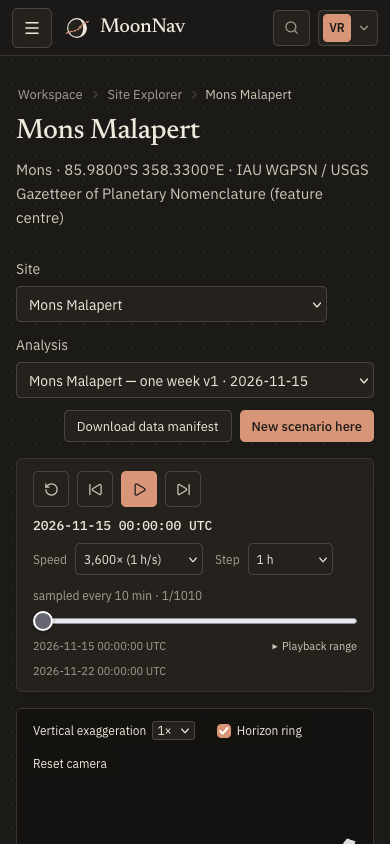 MoonNav
VR
Workspace > Site Explorer > Mons Malapert
Mons Malapert
Mons · 85.9800°S 358.3300°E · IAU WGPSN / USGS
Gazetteer of Planetary Nomenclature (feature
centre)
Site
Mons Malapert
Analysis
Mons Malapert — one week v1 · 2026-11-15
Download data manifest
New scenario here
2026-11-15 00:00:00 UTC
Speed 3,600× (1 h/s) Step 1 h
sampled every 10 min · 1/1010
2026-11-15 00:00:00 UTC ▸ Playback range
2026-11-22 00:00:00 UTC
Vertical exaggeration 1× Horizon ring
Reset camera